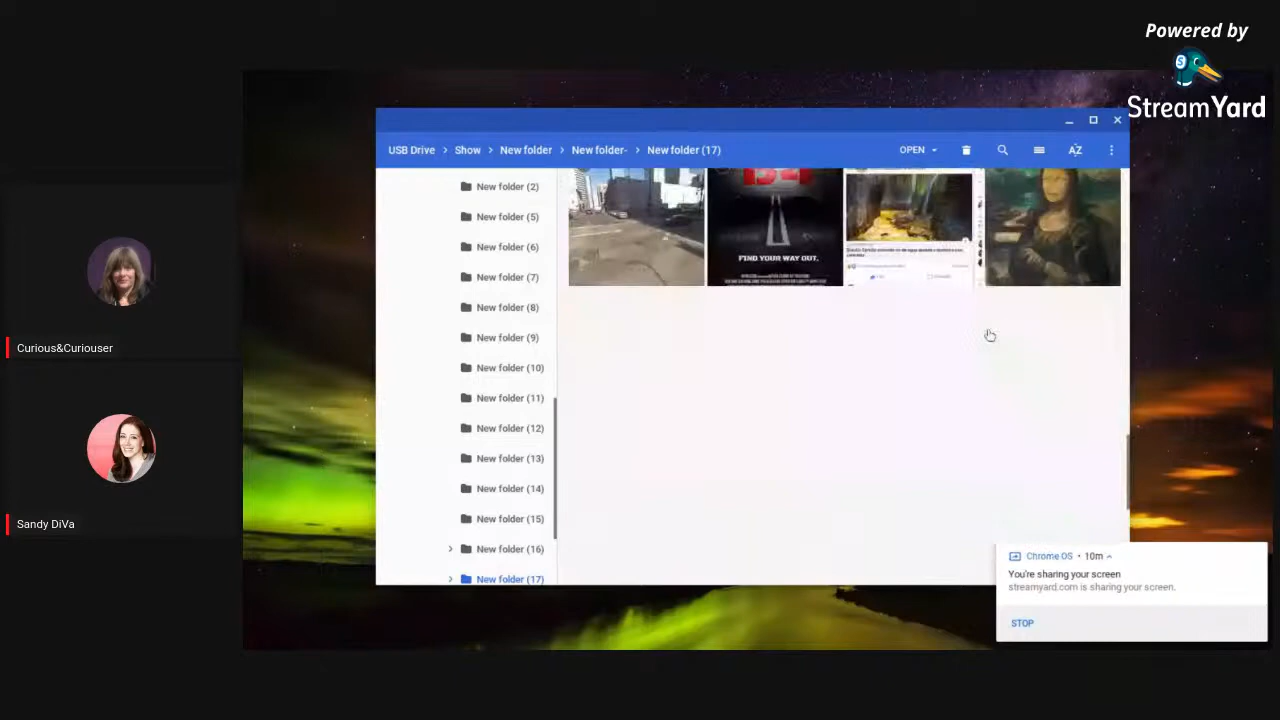 Powered by
StreamYard
USB Drive > Show > New folder > New folder- > New folder (17)
OPEN
AZ
New folder (2)
New folder (5)
New folder (6)
New folder (7)
New folder (8)
New folder (9)
New folder (10)
New folder (11)
New folder (12)
New folder (13)
New folder (14)
New folder (15)
New folder (16)
New folder (17)
FIND YOUR WAY OUT.
Curious&Curiouser
Sandy DiVa
Chrome OS • 10m
You're sharing your screen
streamyard.com is sharing your screen.
STOP